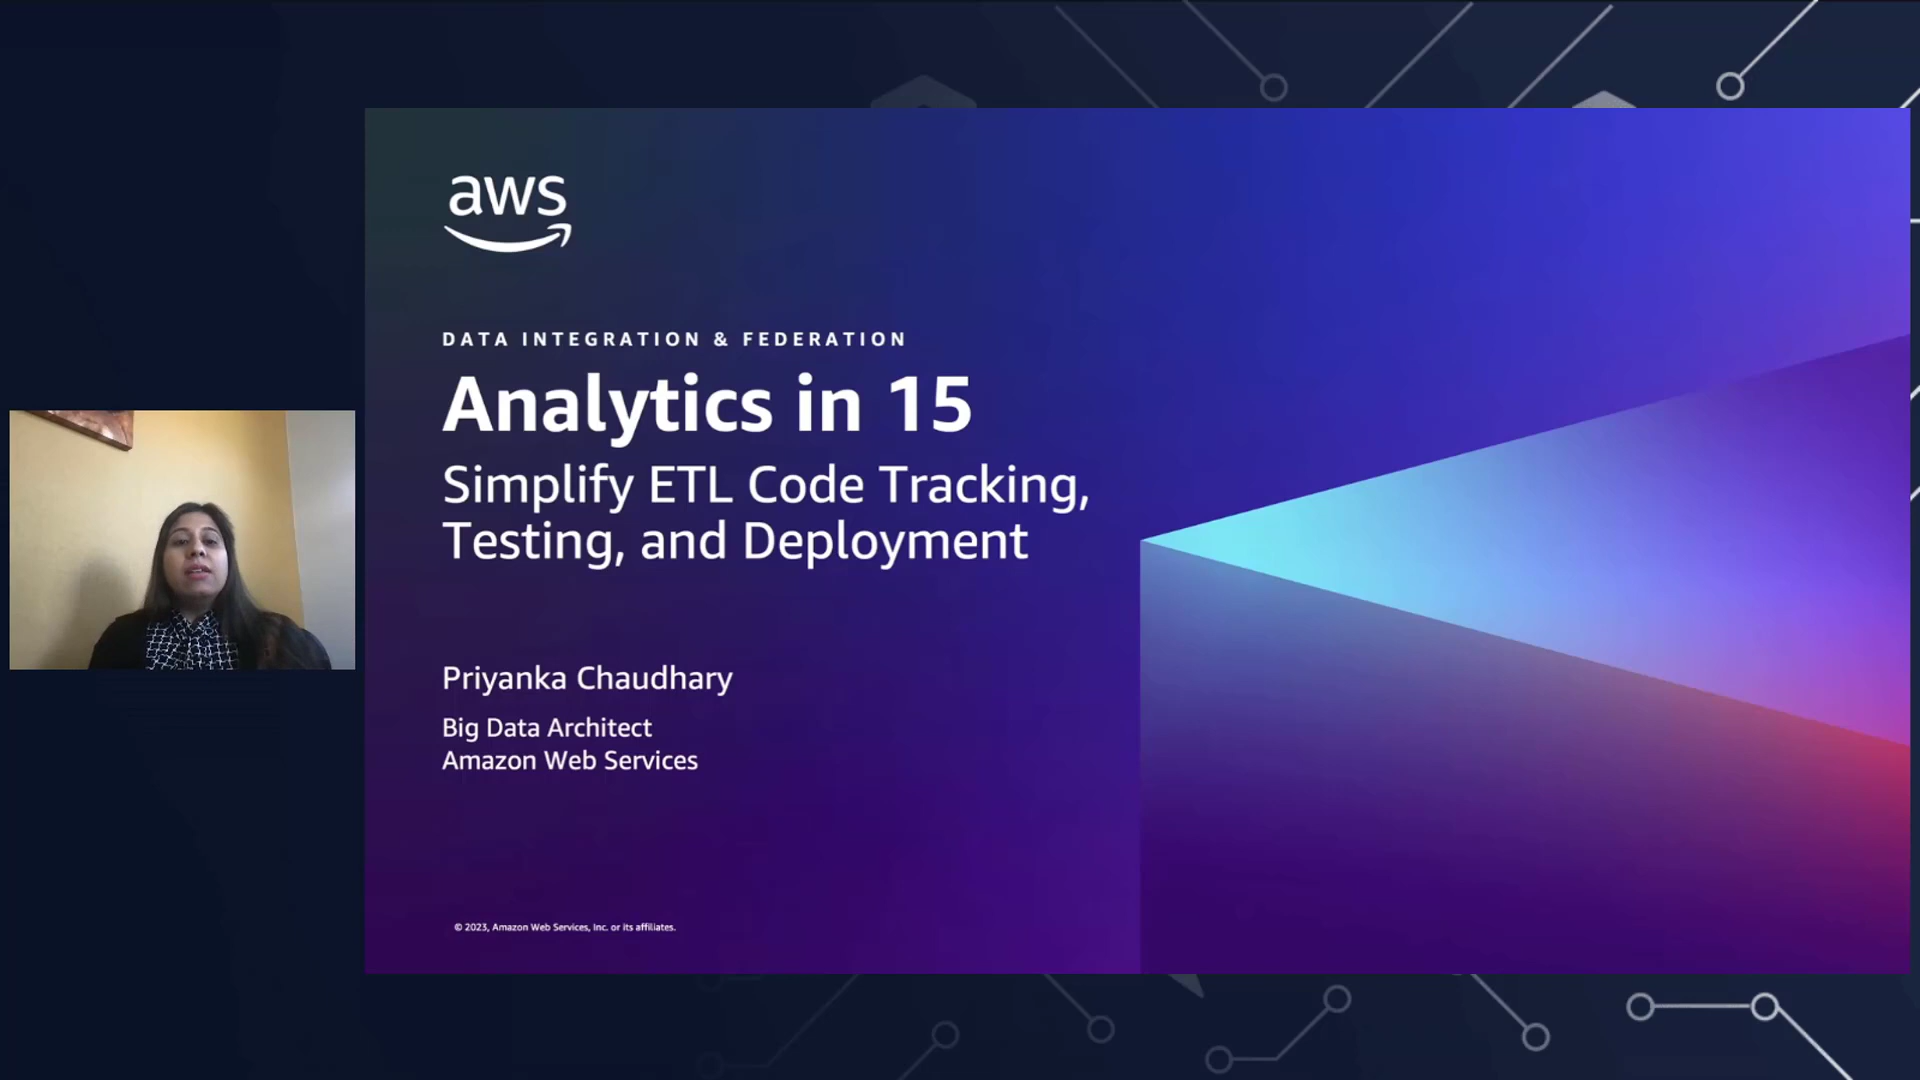 aws
DATA INTEGRATION & FEDERATION
Analytics in 15
Simplify ETL Code Tracking,
Testing, and Deployment
Priyanka Chaudhary
Big Data Architect
Amazon Web Services
© 2023, Amazon Web Services, Inc. or its affiliates.